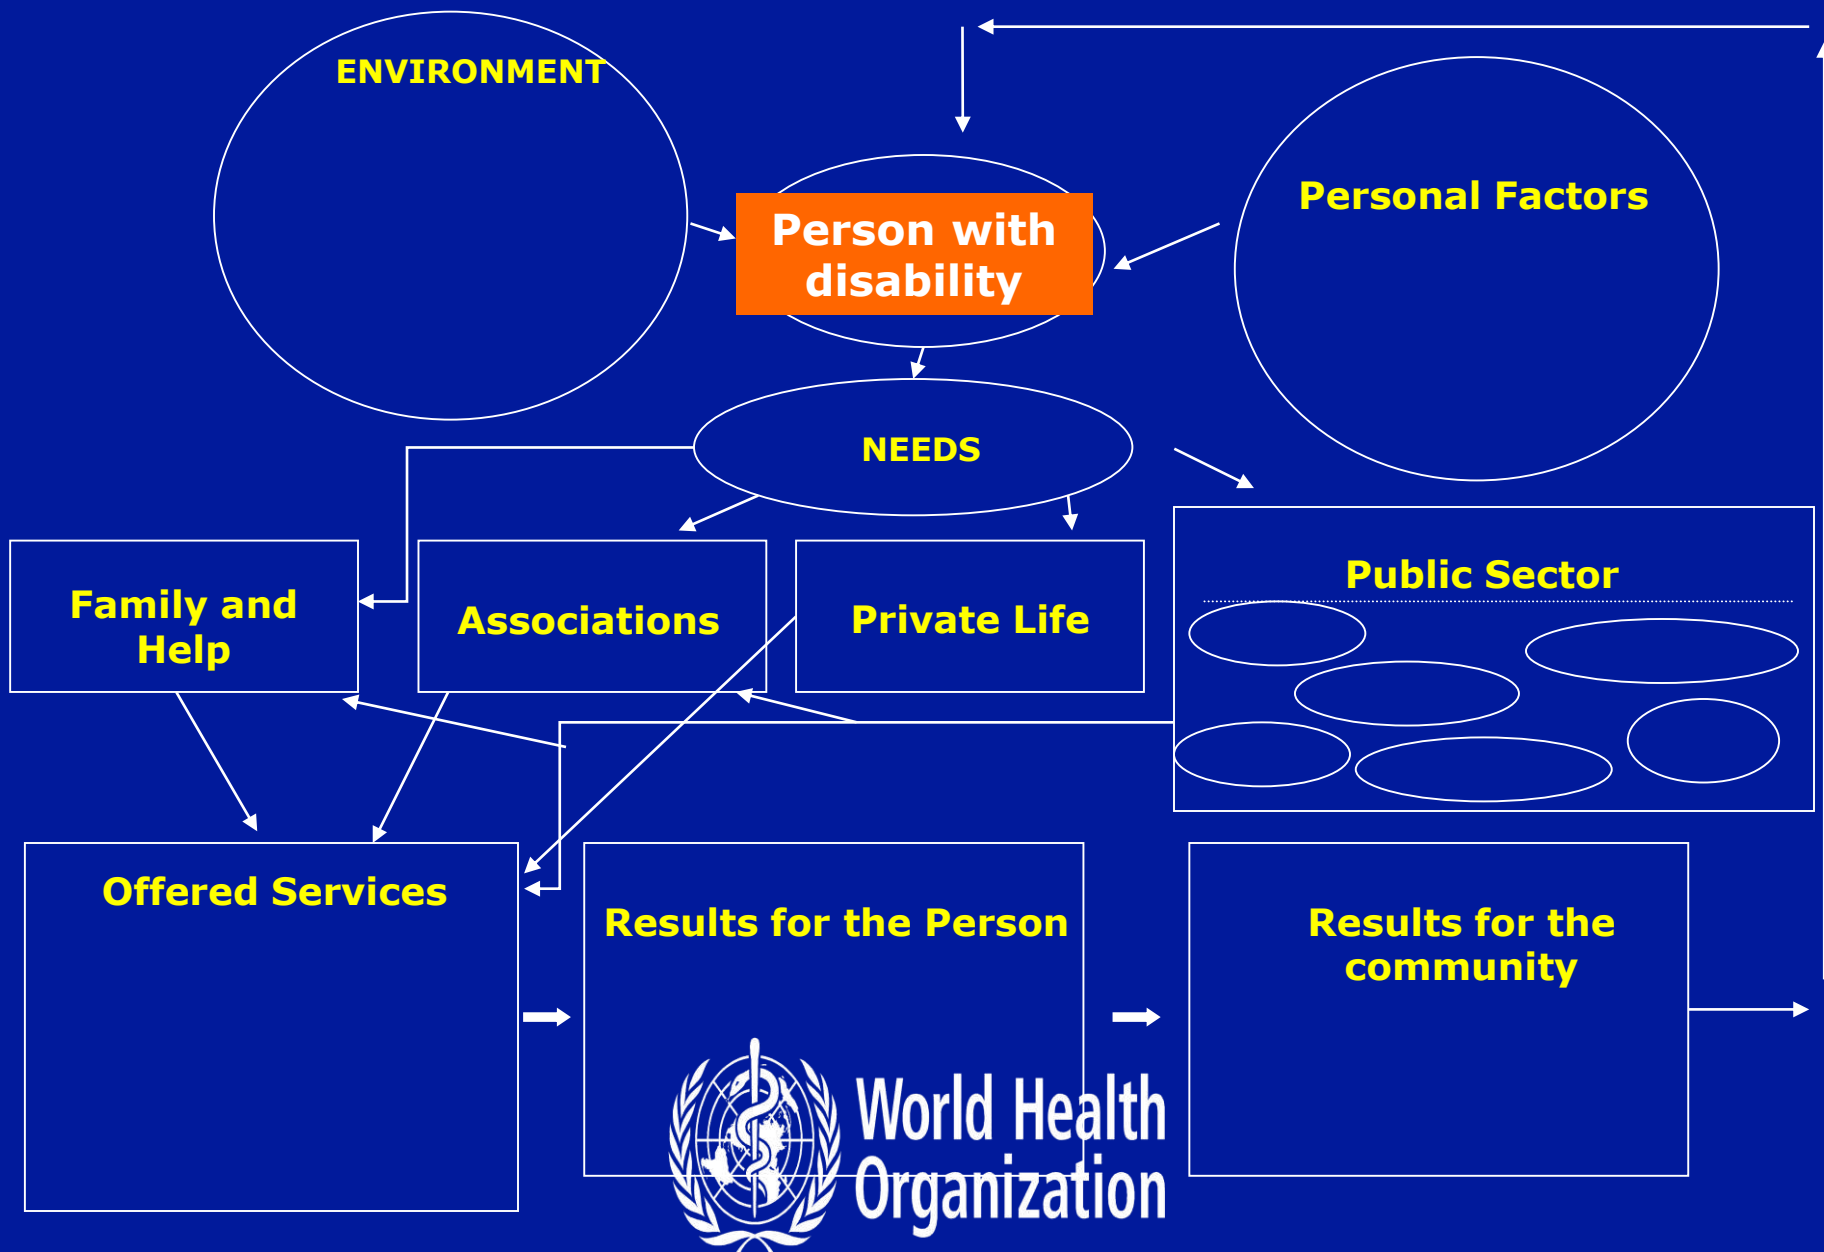 ENVIRONMENT
Personal Factors
Person with
disability
NEEDS
Public Sector
Family and
Help
Associations
Private Life
Offered Services
Results for the Person
Results for the
community
World Health
Organization